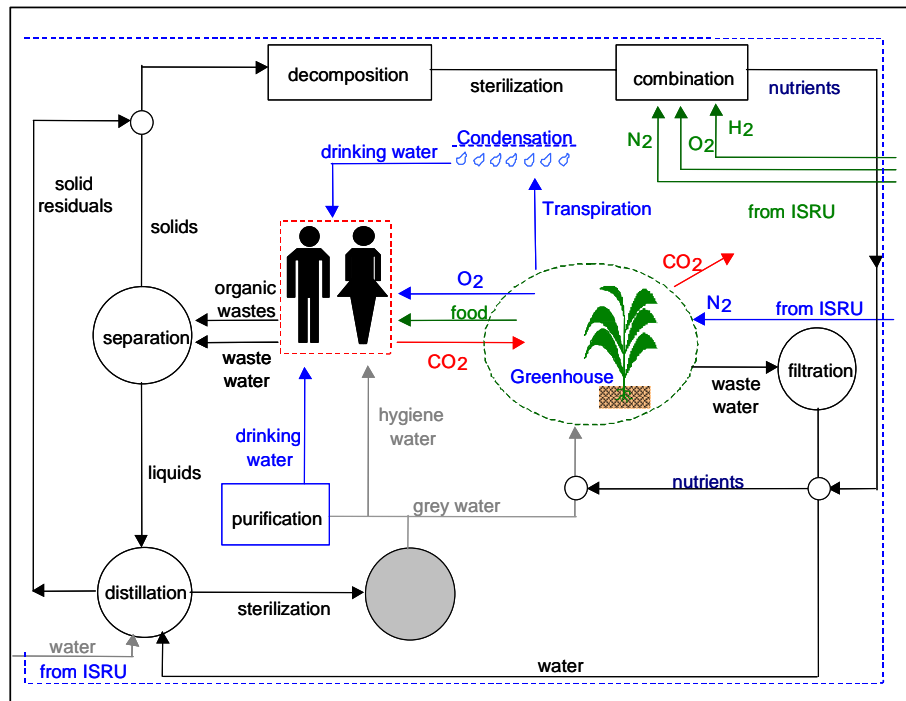 decomposition
sterilization
combination
nutrients
N2
O2
H2
Condensation
drinking water
solid
residuals
solids
Transpiration
from ISRU
CO2
organic
wastes
O2
N2
from ISRU
food
separation
waste
water
CO2
Greenhouse
waste
water
filtration
hygiene
water
drinking
water
liquids
nutrients
purification
grey water
distillation
sterilization
water
from ISRU
water